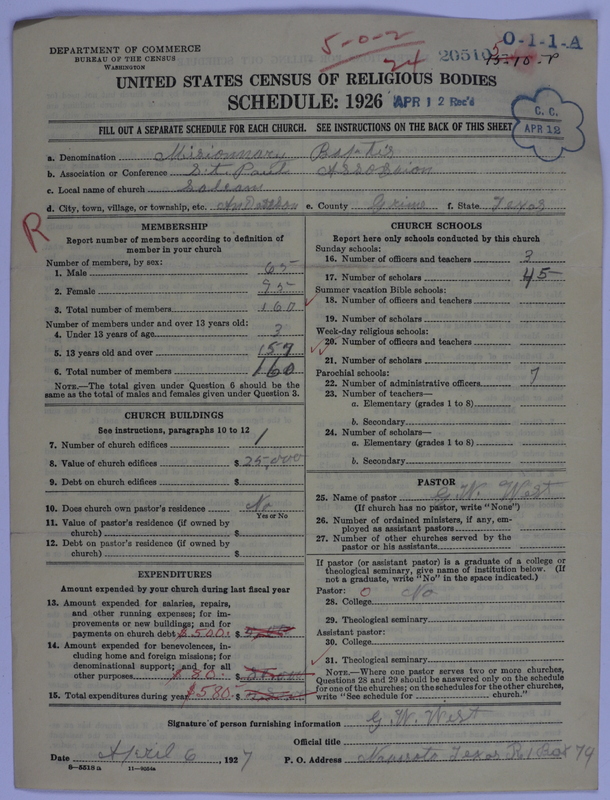 DEPARTMENT OF COMMERCE
BUREAU OF THE CENSUS
WASHINGTON
5-0-2
24
20510
O-1-1-A
UNITED STATES CENSUS OF RELIGIOUS BODIES
SCHEDULE: 1926
APR 12 Rec'd
FILL OUT A SEPARATE SCHEDULE FOR EACH CHURCH. SEE INSTRUCTIONS ON THE BACK OF THIS SHEET
C. C.
APR 12
a. Denomination Missionnary Baptis
b. Association or Conference St Paul Assosion
c. Local name of church
d. City, town, village, or township, etc. e. County Grime f. State Texas
R
MEMBERSHIP
Report number of members according to definition of member in your church
Number of members, by sex:
1. Male 65
2. Female 95
3. Total number of members 160
Number of members under and over 13 years old:
4. Under 13 years of age 3
5. 13 years old and over 157
6. Total number of members 160
NOTE.—The total given under Question 6 should be
same as the total of males and females given under Question 3.
CHURCH BUILDINGS
See instructions, paragraphs 10 to 12
7. Number of church edifices 1
8. Value of church edifices $ 25,000
9. Debt on church edifices $
10. Does church own pastor's residence No
Yes or No
11. Value of pastor's residence (if owned by
church) $
12. Debt on pastor's residence (if owned by
church) $
EXPENDITURES
Amount expended by your church during last fiscal year
13. Amount expended for salaries, repairs,
and other running expenses; for im-
provements or new buildings; and for
payments on church debt $500. $
14. Amount expended for benevolences, in-
cluding home and foreign missions; for
denominational support; and for all
other purposes $80. $
15. Total expenditures during year $580. $
CHURCH SCHOOLS
Report here only schools conducted by this church
Sunday schools:
16. Number of officers and teachers 3
17. Number of scholars 45
Summer vacation Bible schools:
18. Number of officers and teachers
19. Number of scholars
Week-day religious schools:
20. Number of officers and teachers
21. Number of scholars
Parochial schools:
22. Number of administrative officers 7
23. Number of teachers—
a. Elementary (grades 1 to 8)
b. Secondary
24. Number of scholars—
a. Elementary (grades 1 to 8)
b. Secondary
PASTOR
25. Name of pastor G. W. West
(If church has no pastor, write "None")
26. Number of ordained ministers, if any, em-
ployed as assistant pastors
27. Number of other churches served by the
pastor or his assistants
If pastor (or assistant pastor) is a graduate of a college or
theological seminary, give name of institution below. (If
not a graduate, write "No" in the space indicated.)
Pastor: 0 No
28. College
29. Theological seminary
Assistant pastor:
30. College
31. Theological seminary
NOTE.—Where one pastor serves two or more churches,
Questions 28 and 29 should be answered only on the schedule
for one of the churches; on the schedules for the other churches,
write "See schedule for church."
Signature of person furnishing information G. W. West
Official title
Date April 6 1927 P. O. Address Navasota Texas R 1 Box 79
8—5518a 11—9024a